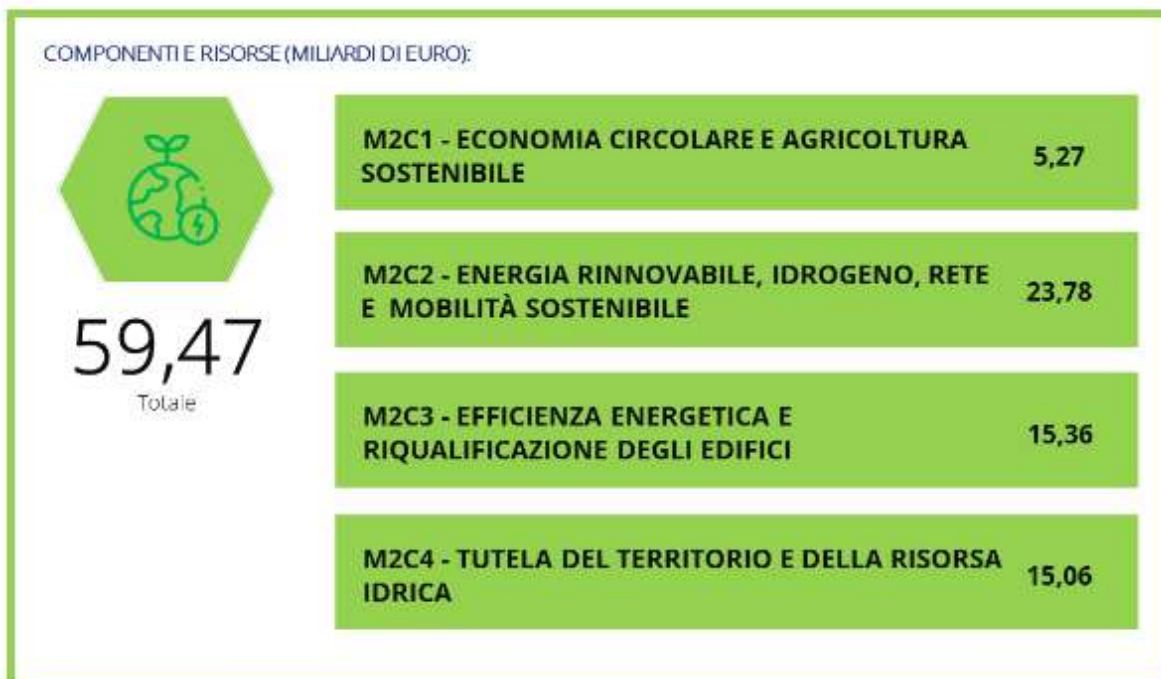 COMPONENTI E RISORSE (MILIARDI DI EURO):
M2C1 - ECONOMIA CIRCOLARE E AGRICOLTURA
SOSTENIBILE
5,27
M2C2 - ENERGIA RINNOVABILE, IDROGENO, RETE
E MOBILITÀ SOSTENIBILE
23,78
59,47
Totale
M2C3 - EFFICIENZA ENERGETICA E
RIQUALIFICAZIONE DEGLI EDIFICI
15,36
M2C4 - TUTELA DEL TERRITORIO E DELLA RISORSA
IDRICA
15,06